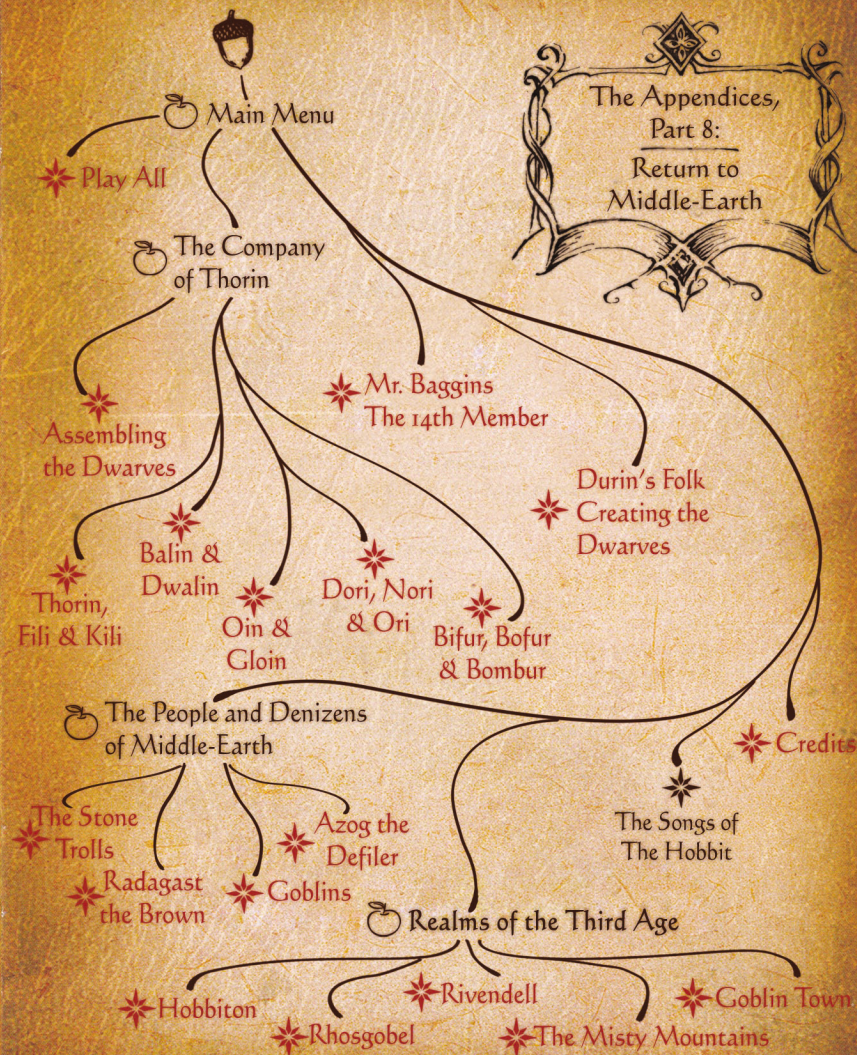 The Appendices,
Part 8:
Return to
Middle-Earth
Main Menu
Play All
The Company
of Thorin
Assembling
the Dwarves
Thorin,
Fili & Kili
Balin &
Dwalin
Oin &
Gloin
Dori, Nori
& Ori
Bifur, Bofur
& Bombur
Mr. Baggins
The 14th Member
Durin's Folk
Creating the
Dwarves
The People and Denizens
of Middle-Earth
The Stone
Trolls
Radagast
the Brown
Goblins
Azog the
Defiler
Credits
The Songs of
The Hobbit
Realms of the Third Age
Hobbiton
Rhosgobel
Rivendell
The Misty Mountains
Goblin Town